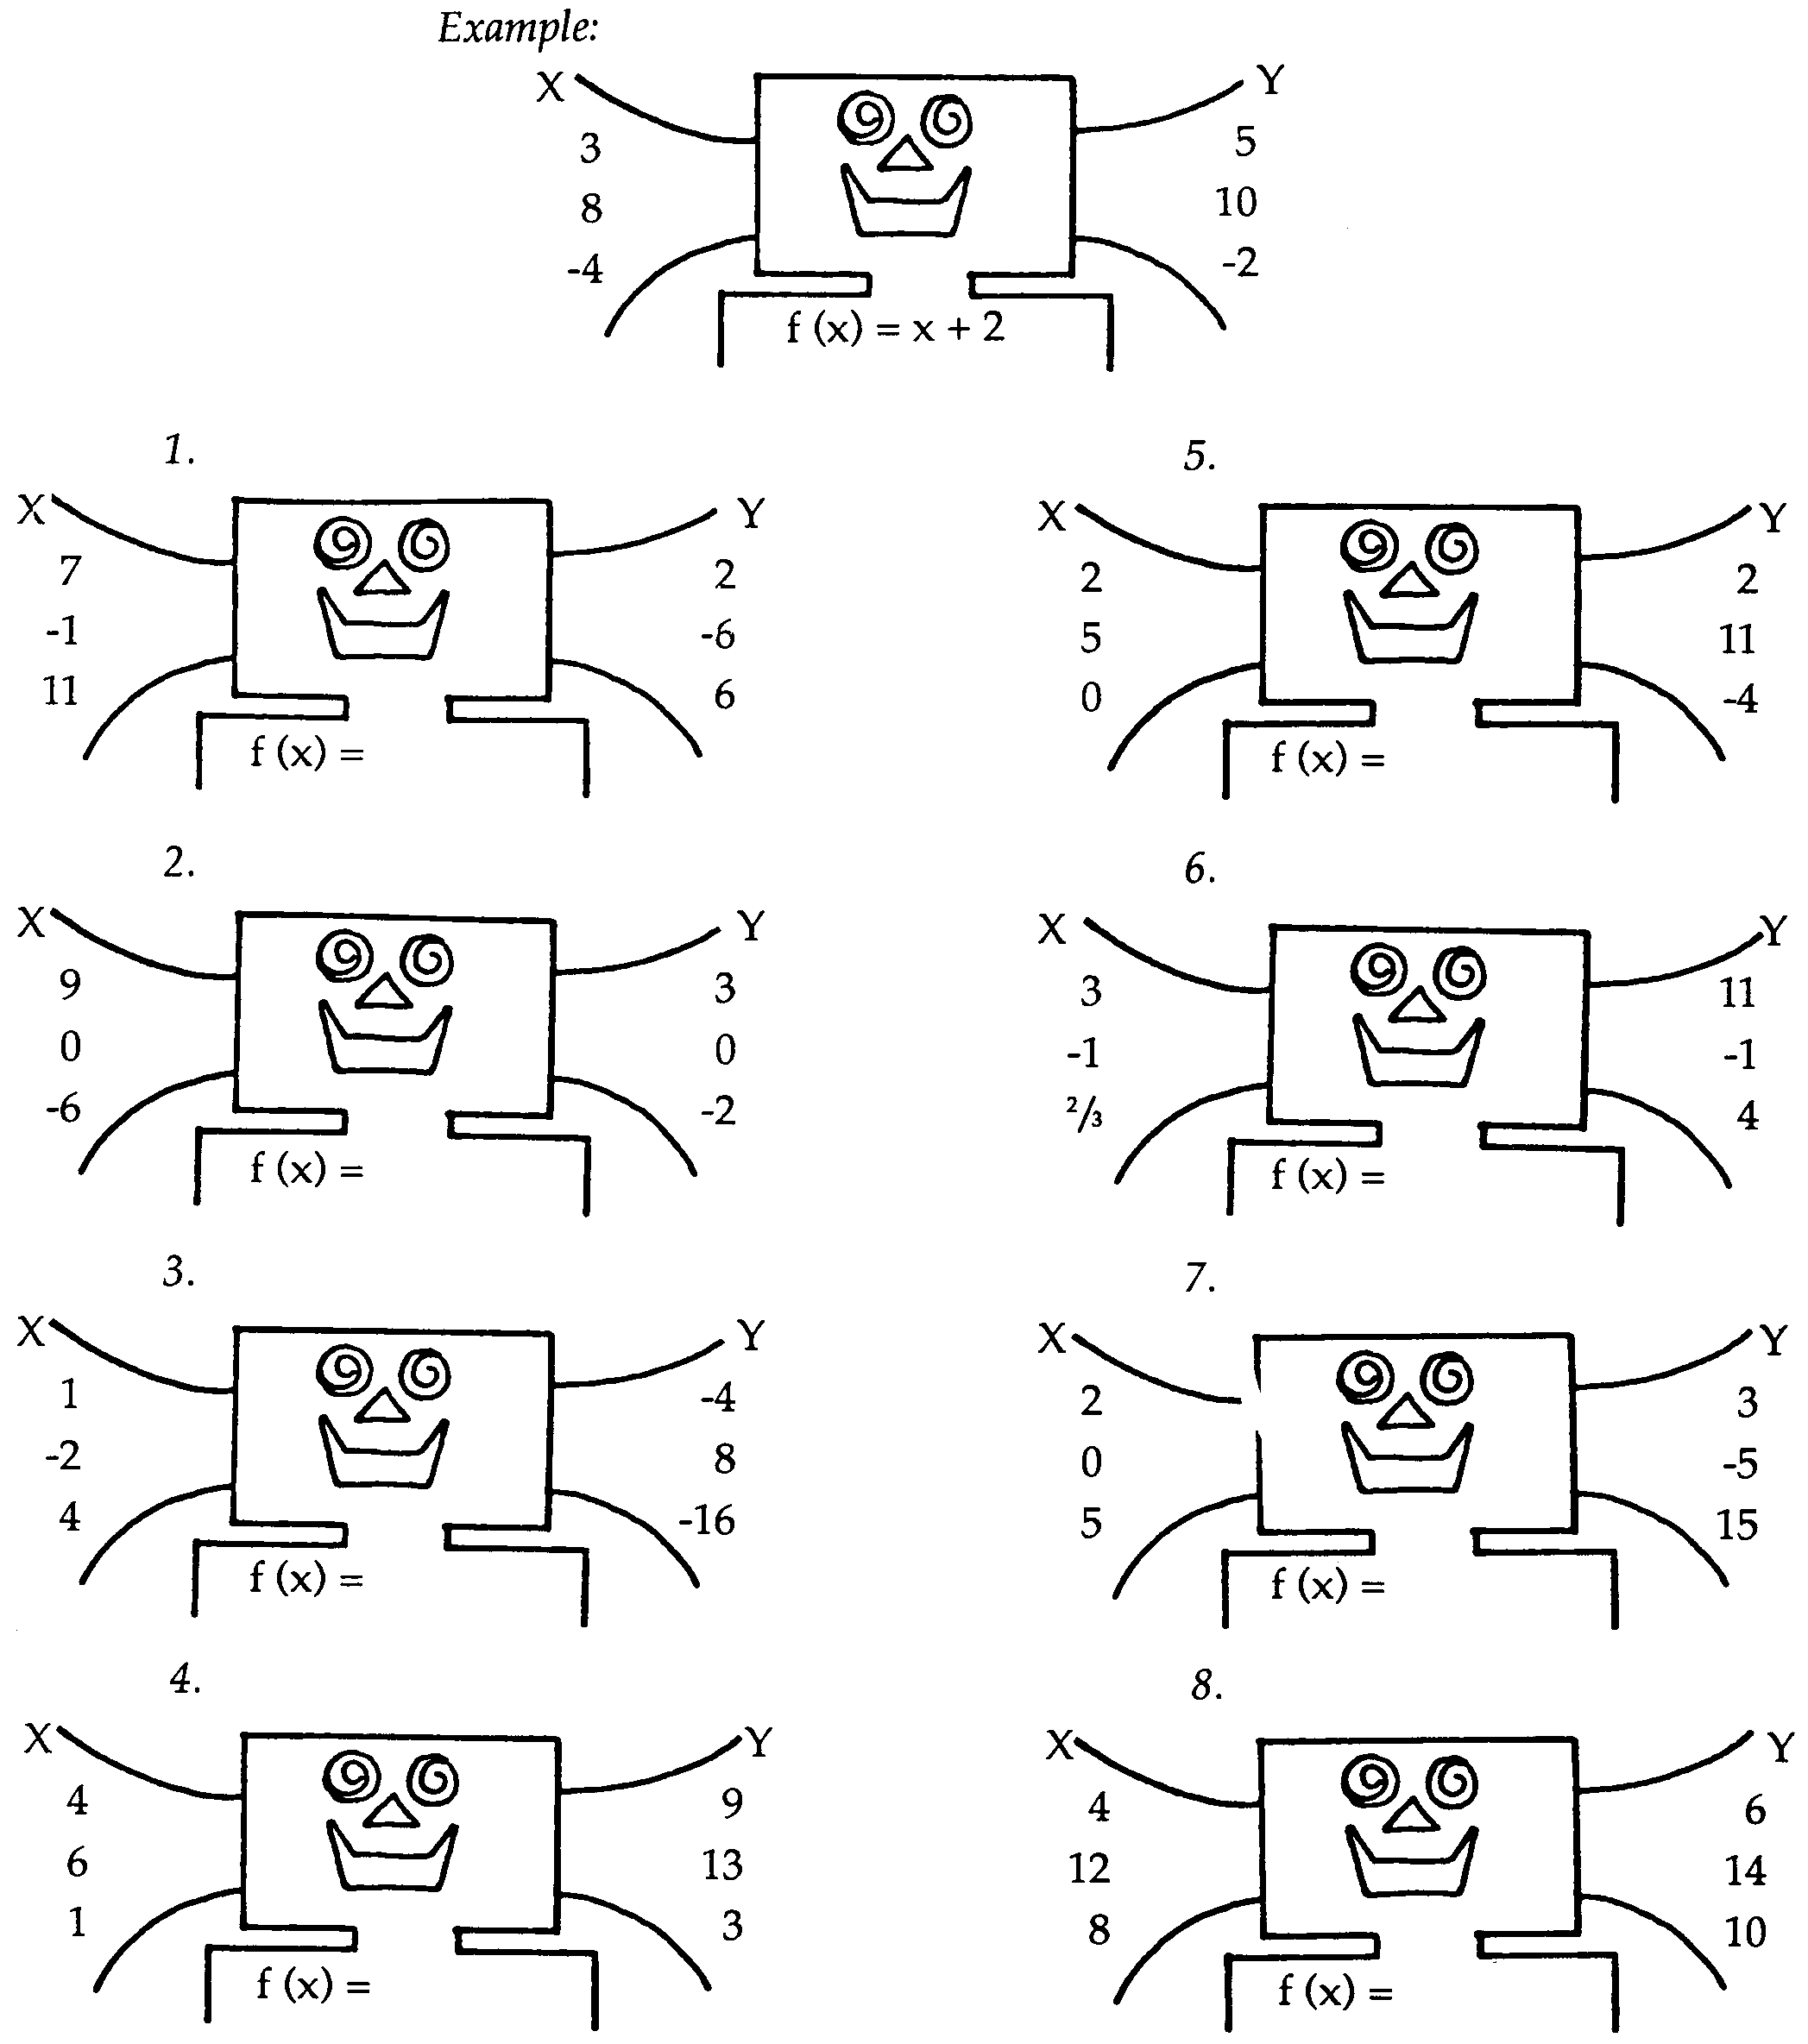 Example:
X Y
3 5
8 10
-4 -2
f (x) = x + 2
1.
X Y
7 2
-1 -6
11 6
f (x) =
2.
X Y
9 3
0 0
-6 -2
f (x) =
3.
X Y
1 -4
-2 8
4 -16
f (x) =
4.
X Y
4 9
6 13
1 3
f (x) =
5.
X Y
2 2
5 11
0 -4
f (x) =
6.
X Y
3 11
-1 -1
2/3 4
f (x) =
7.
X Y
2 3
0 -5
5 15
f (x) =
8.
X Y
4 6
12 14
8 10
f (x) =